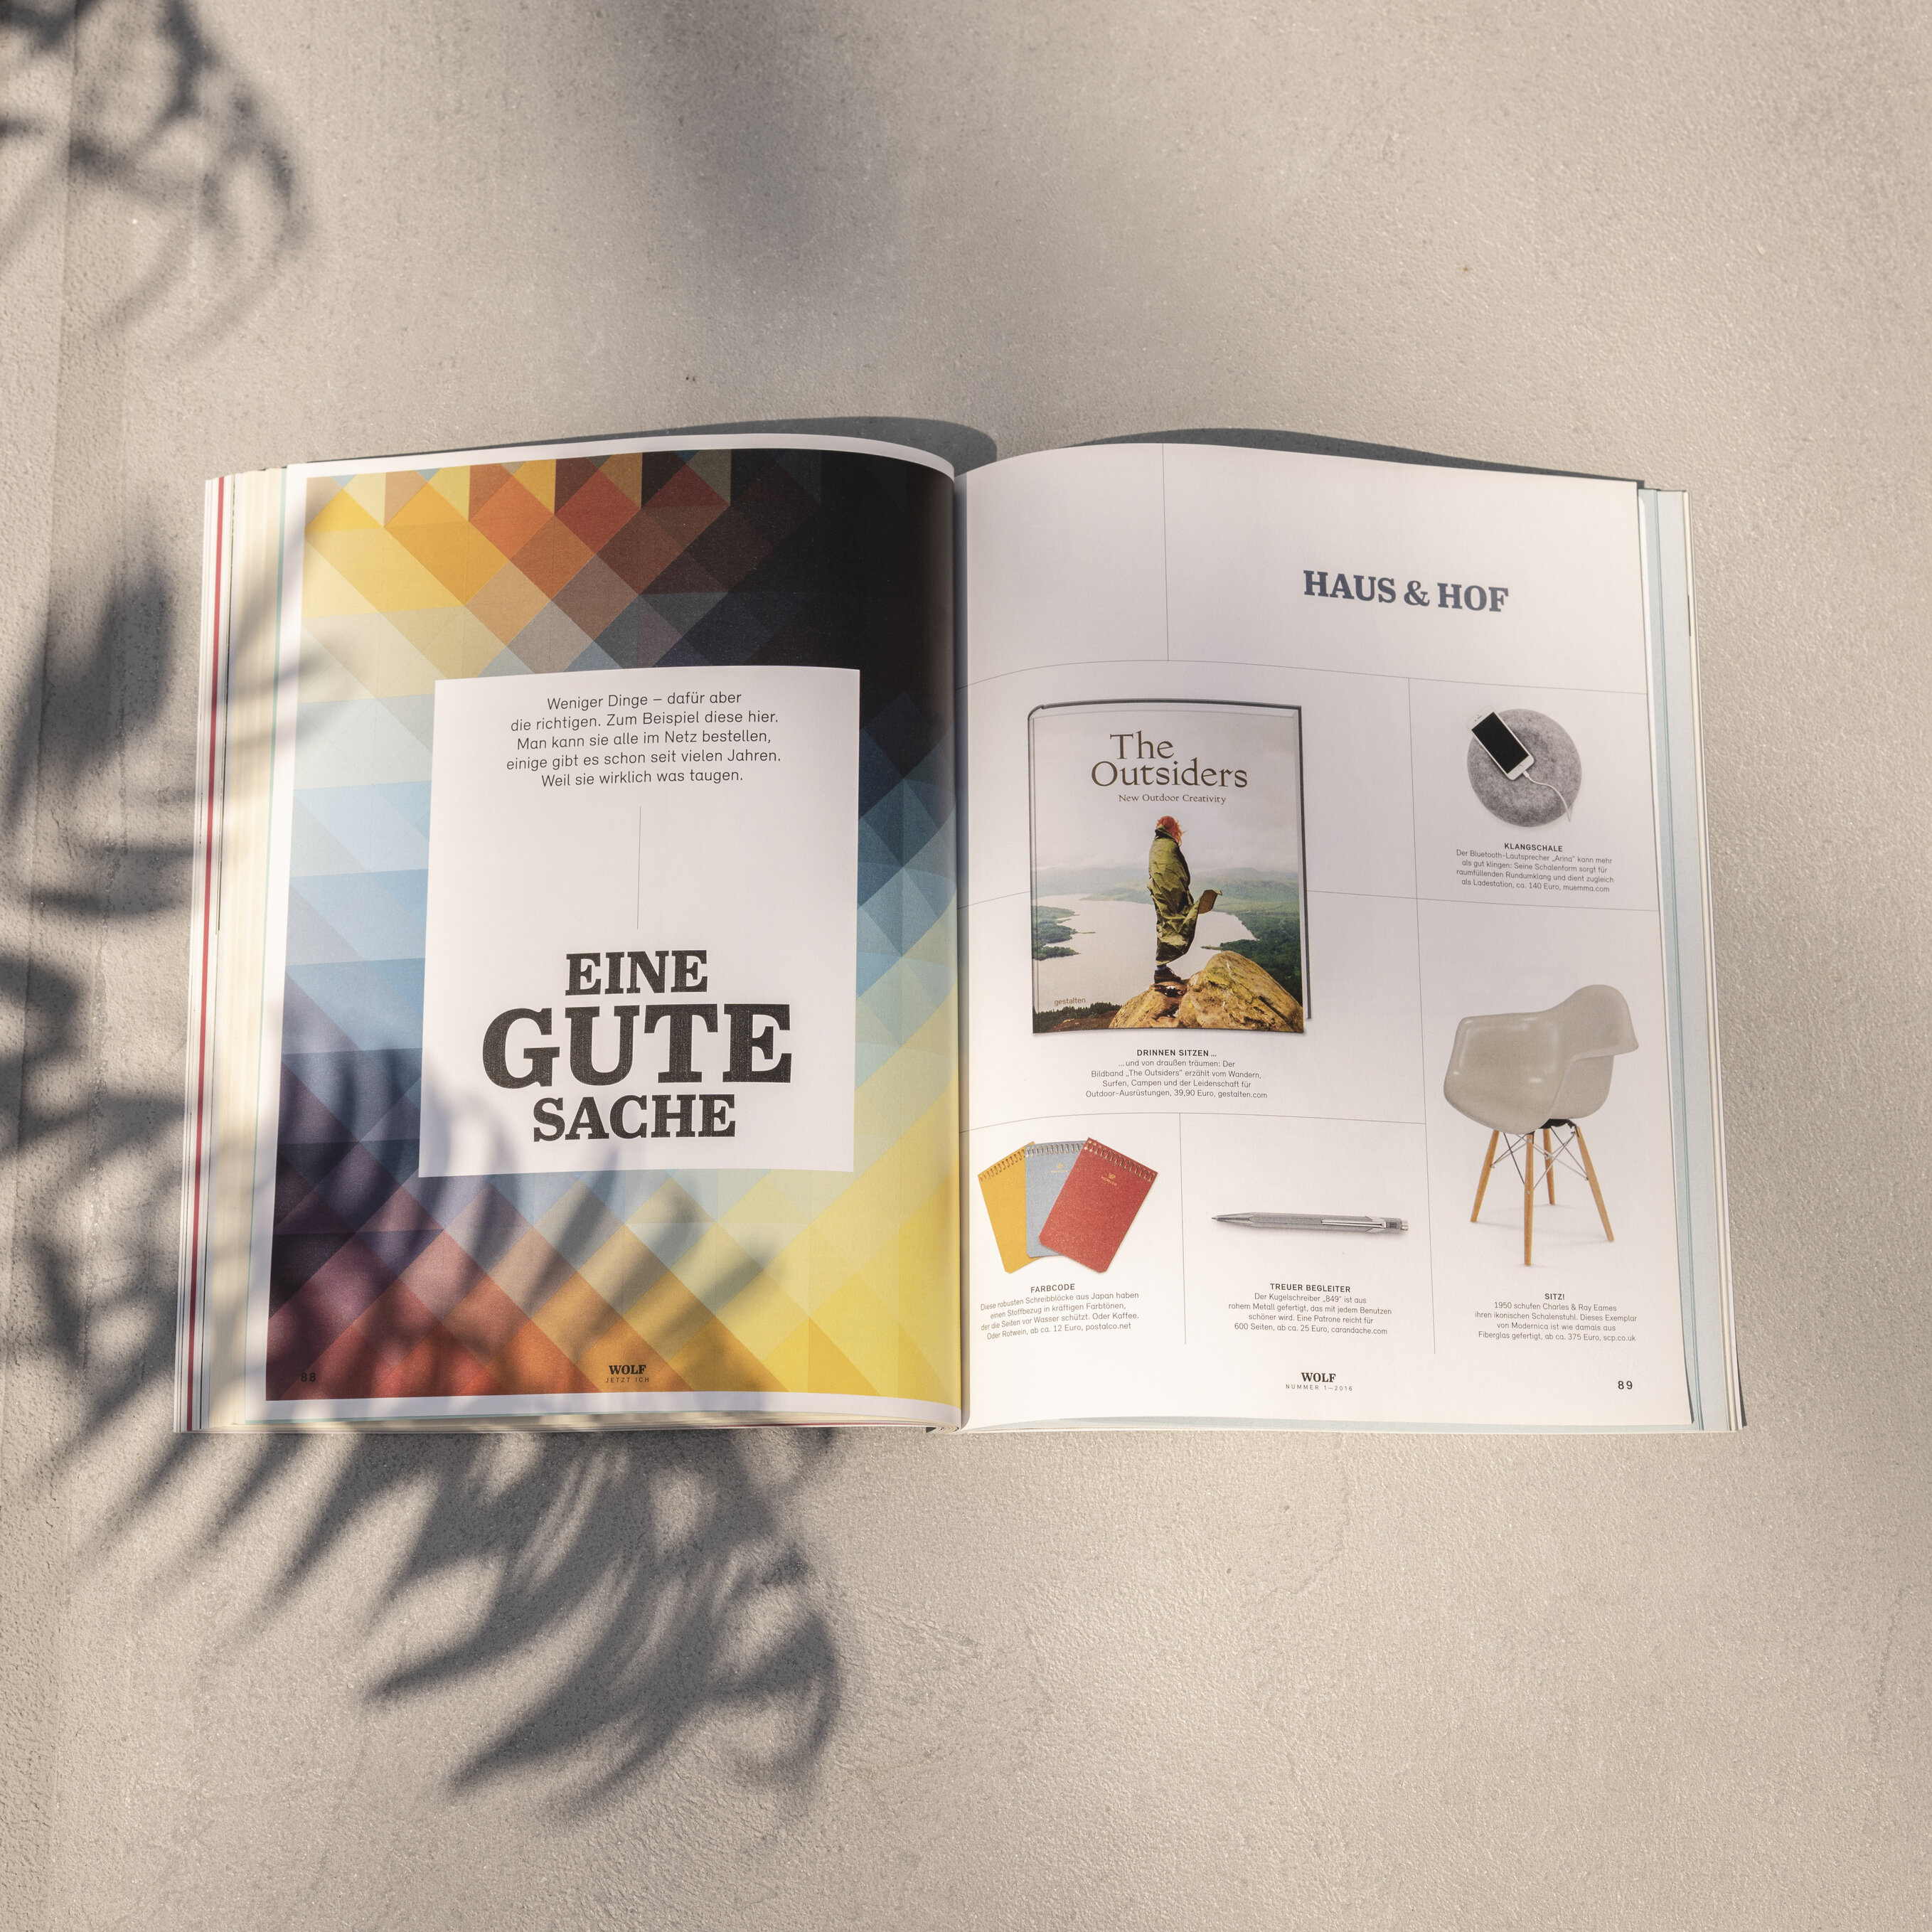 Weniger Dinge – dafür aber
die richtigen. Zum Beispiel diese hier.
Man kann sie alle im Netz bestellen,
einige gibt es schon seit vielen Jahren.
Weil sie wirklich was taugen.
EINE
GUTE
SACHE
88
WOLF
JETZT ICH
HAUS & HOF
The
Outsiders
New Outdoor Creativity
gestalten
DRINNEN SITZEN ...
... und von draußen träumen: Der
Bildband „The Outsiders“ erzählt vom Wandern,
Surfen, Campen und der Leidenschaft für
Outdoor-Ausrüstungen, 39,90 Euro, gestalten.com
KLANGSCHALE
Der Bluetooth-Lautsprecher „Arina“ kann mehr
als gut klingen: Seine Schalenform sorgt für
raumfüllenden Rundumklang und dient zugleich
als Ladestation, ca. 140 Euro, muemma.com
FARBCODE
Diese robusten Schreibblöcke aus Japan haben
einen Stoffbezug in kräftigen Farbtönen,
der die Seiten vor Wasser schützt. Oder Kaffee.
Oder Rotwein, ab ca. 12 Euro, postalco.net
TREUER BEGLEITER
Der Kugelschreiber „849“ ist aus
rohem Metall gefertigt, das mit jedem Benutzen
schöner wird. Eine Patrone reicht für
600 Seiten, ab ca. 25 Euro, carandache.com
SITZ!
1950 schufen Charles & Ray Eames
ihren ikonischen Schalenstuhl. Dieses Exemplar
von Modernica ist wie damals aus
Fiberglas gefertigt, ab ca. 375 Euro, scp.co.uk
WOLF
NUMMER 1—2016
89